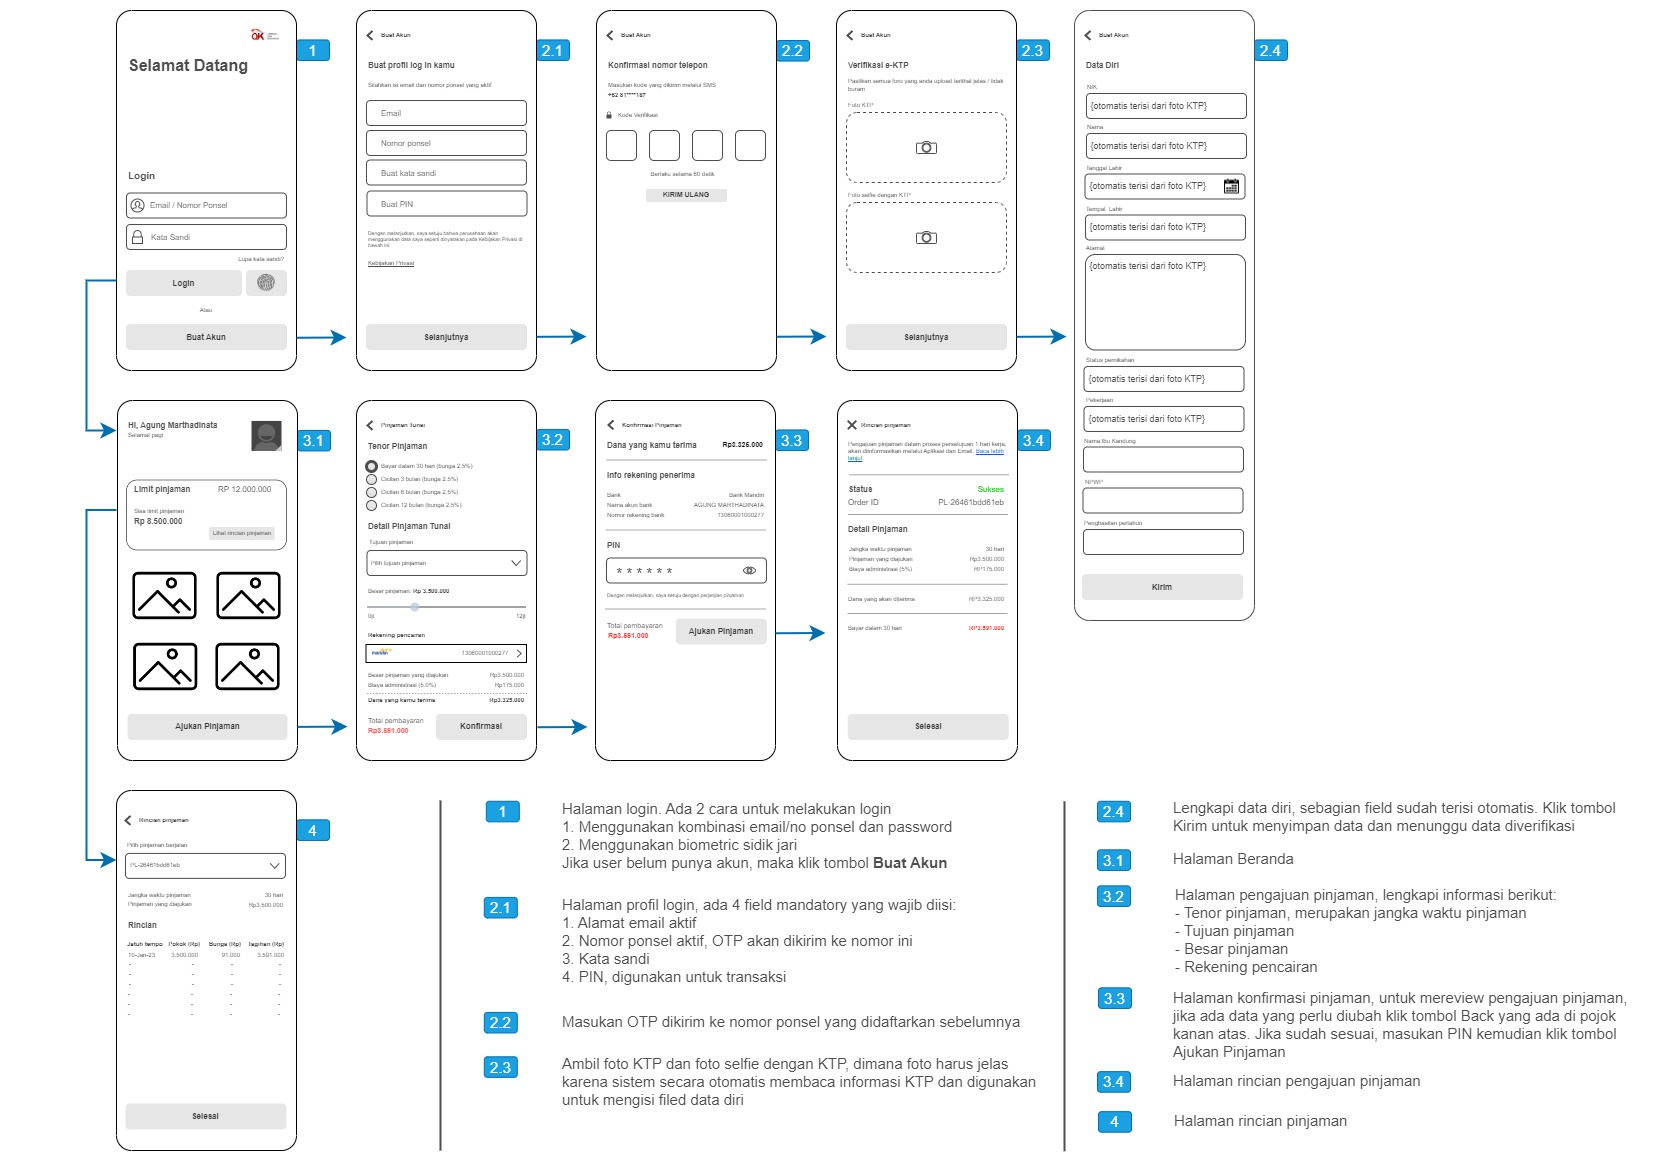 OJK
1
Selamat Datang
Login
Email / Nomor Ponsel
Kata Sandi
Lupa kata sandi?
Login
Atau
Buat Akun
Buat Akun
2.1
Buat profil log in kamu
Silahkan isi email dan nomor ponsel yang aktif
Email
Nomor ponsel
Buat kata sandi
Buat PIN
Dengan melanjutkan, saya setuju bahwa perusahaan akan
menggunakan data saya seperti dinyatakan pada Kebijakan Privasi di
bawah ini
Kebijakan Privasi
Selanjutnya
Buat Akun
2.2
Konfirmasi nomor telepon
Masukan kode yang dikirim melalui SMS
+62 81****187
Kode Verifikasi
Berlaku selama 60 detik
KIRIM ULANG
Buat Akun
2.3
Verifikasi e-KTP
Pastikan semua foro yang anda upload terlihat jelas / tidak
buram
Foto KTP
Foto selfie dengan KTP
Selanjutnya
Buat Akun
2.4
Data Diri
NIK
{otomatis terisi dari foto KTP}
Nama
{otomatis terisi dari foto KTP}
Tanggal Lahir
{otomatis terisi dari foto KTP}
Tempat Lahir
{otomatis terisi dari foto KTP}
Alamat
{otomatis terisi dari foto KTP}
Status pernikahan
{otomatis terisi dari foto KTP}
Pekerjaan
{otomatis terisi dari foto KTP}
Nama Ibu Kandung
NPWP
Penghasilan pertahun
Kirim
Hi, Agung Marthadinata
Selamat pagi
3.1
Limit pinjaman RP 12.000.000
Sisa limit pinjaman
Rp 8.500.000
Lihat rincian pinjaman
Ajukan Pinjaman
Pinjaman Tunai
3.2
Tenor Pinjaman
Bayar dalam 30 hari (bunga 2.5%)
Cicilan 3 bulan (bunga 2.5%)
Cicilan 6 bulan (bunga 2.5%)
Cicilan 12 bulan (bunga 2.5%)
Detail Pinjaman Tunai
Tujuan pinjaman
Pilih tujuan pinjaman
Besar pinjaman: Rp 3.500.000
0jt 12jt
Rekening pencairan
mandiri 13060001000277
Besar pinjaman yang diajukan Rp3.500.000
Biaya administrasi (5.0%) Rp175.000
Dana yang kamu terima Rp3.325.000
Total pembayaran
Rp3.591.000
Konfirmasi
Konfirmasi Pinjaman
3.3
Dana yang kamu terima Rp3.325.000
Info rekening penerima
Bank Bank Mandiri
Nama akun bank AGUNG MARTHADINATA
Nomor rekening bank 13060001000277
PIN
* * * * * *
Dengan melanjutkan, saya setuju dengan perjanjian pinjaman
Total pembayaran
Rp3.591.000
Ajukan Pinjaman
Rincian pinjaman
3.4
Pengajuan pinjaman dalam proses persetujuan 1 hari kerja,
akan diinformasikan melalui Aplikasi dan Email. Baca lebih
lanjut
Status Sukses
Order ID PL-26461bdd61eb
Detail Pinjaman
Jangka waktu pinjaman 30 hari
Pinjaman yang diajukan Rp3.500.000
Biaya administrasi (5%) RP175.000
Dana yang akan diterima RP3.325.000
Bayar dalam 30 hari RP3.591.000
Selesai
Rincian pinjaman
4
Pilih pinjaman berjalan
PL-26461bdd61eb
Jangka waktu pinjaman 30 hari
Pinjaman yang diajukan Rp3.500.000
Rincian
Jatuh tempo Pokok (Rp) Bunga (Rp) Tagihan (Rp)
10-Jan-23 3.500.000 91.000 3.591.000
- - - -
- - - -
- - - -
- - - -
- - - -
- - - -
Selesai
1
Halaman login. Ada 2 cara untuk melakukan login
1. Menggunakan kombinasi email/no ponsel dan password
2. Menggunakan biometric sidik jari
Jika user belum punya akun, maka klik tombol Buat Akun
2.1
Halaman profil login, ada 4 field mandatory yang wajib diisi:
1. Alamat email aktif
2. Nomor ponsel aktif, OTP akan dikirim ke nomor ini
3. Kata sandi
4. PIN, digunakan untuk transaksi
2.2
Masukan OTP dikirim ke nomor ponsel yang didaftarkan sebelumnya
2.3
Ambil foto KTP dan foto selfie dengan KTP, dimana foto harus jelas
karena sistem secara otomatis membaca informasi KTP dan digunakan
untuk mengisi filed data diri
2.4
Lengkapi data diri, sebagian field sudah terisi otomatis. Klik tombol
Kirim untuk menyimpan data dan menunggu data diverifikasi
3.1
Halaman Beranda
3.2
Halaman pengajuan pinjaman, lengkapi informasi berikut:
- Tenor pinjaman, merupakan jangka waktu pinjaman
- Tujuan pinjaman
- Besar pinjaman
- Rekening pencairan
3.3
Halaman konfirmasi pinjaman, untuk mereview pengajuan pinjaman,
jika ada data yang perlu diubah klik tombol Back yang ada di pojok
kanan atas. Jika sudah sesuai, masukan PIN kemudian klik tombol
Ajukan Pinjaman
3.4
Halaman rincian pengajuan pinjaman
4
Halaman rincian pinjaman